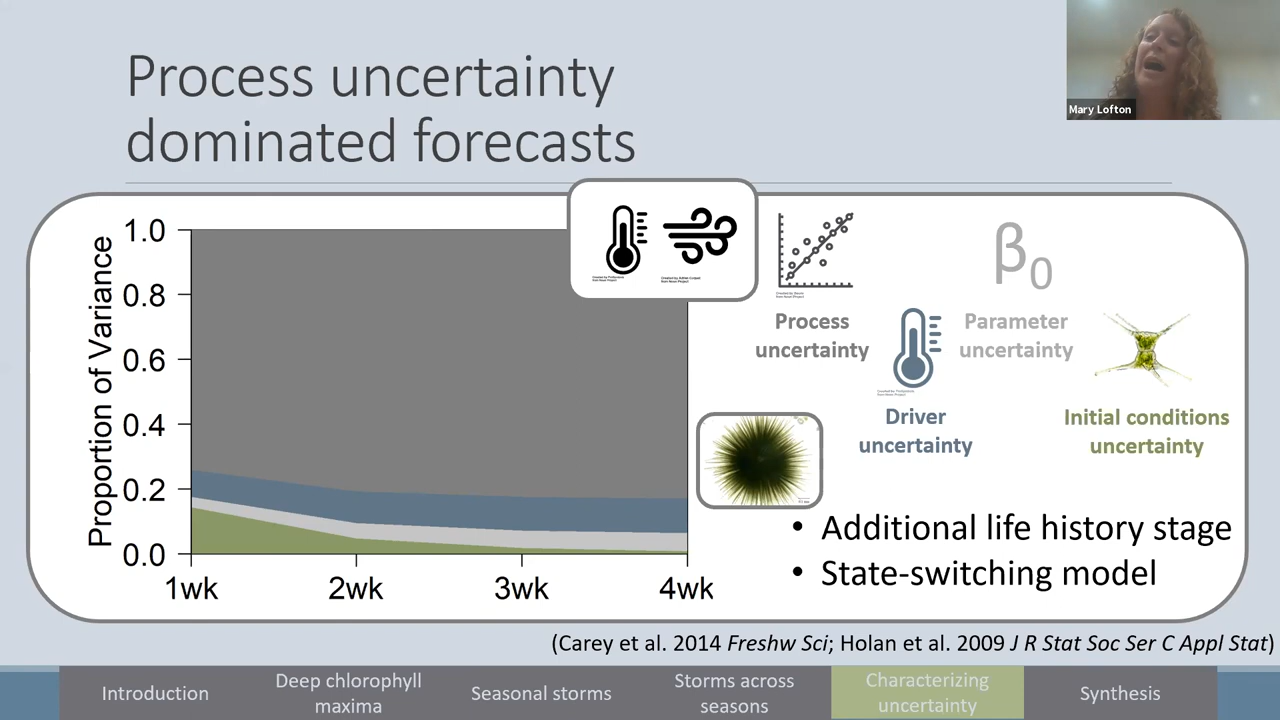 Process uncertainty
dominated forecasts
Mary Lofton
Proportion of Variance
1.0
0.8
0.6
0.4
0.2
0.0
1wk
2wk
3wk
4wk
Process
uncertainty
β0
Parameter
uncertainty
Driver
uncertainty
Initial conditions
uncertainty
• Additional life history stage
• State-switching model
(Carey et al. 2014 Freshw Sci; Holan et al. 2009 J R Stat Soc Ser C Appl Stat)
Introduction
Deep chlorophyll
maxima
Seasonal storms
Storms across
seasons
Characterizing
uncertainty
Synthesis